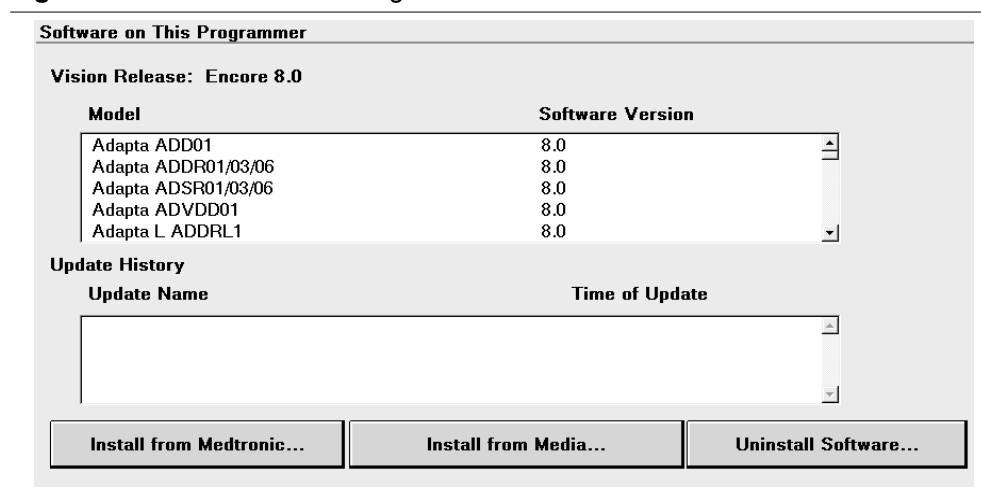 Software on This Programmer
Vision Release: Encore 8.0
Model Software Version
Adapta ADD01 8.0
Adapta ADDR01/03/06 8.0
Adapta ADSR01/03/06 8.0
Adapta ADVDD01 8.0
Adapta L ADDRL1 8.0
Update History
Update Name Time of Update
Install from Medtronic... Install from Media... Uninstall Software...